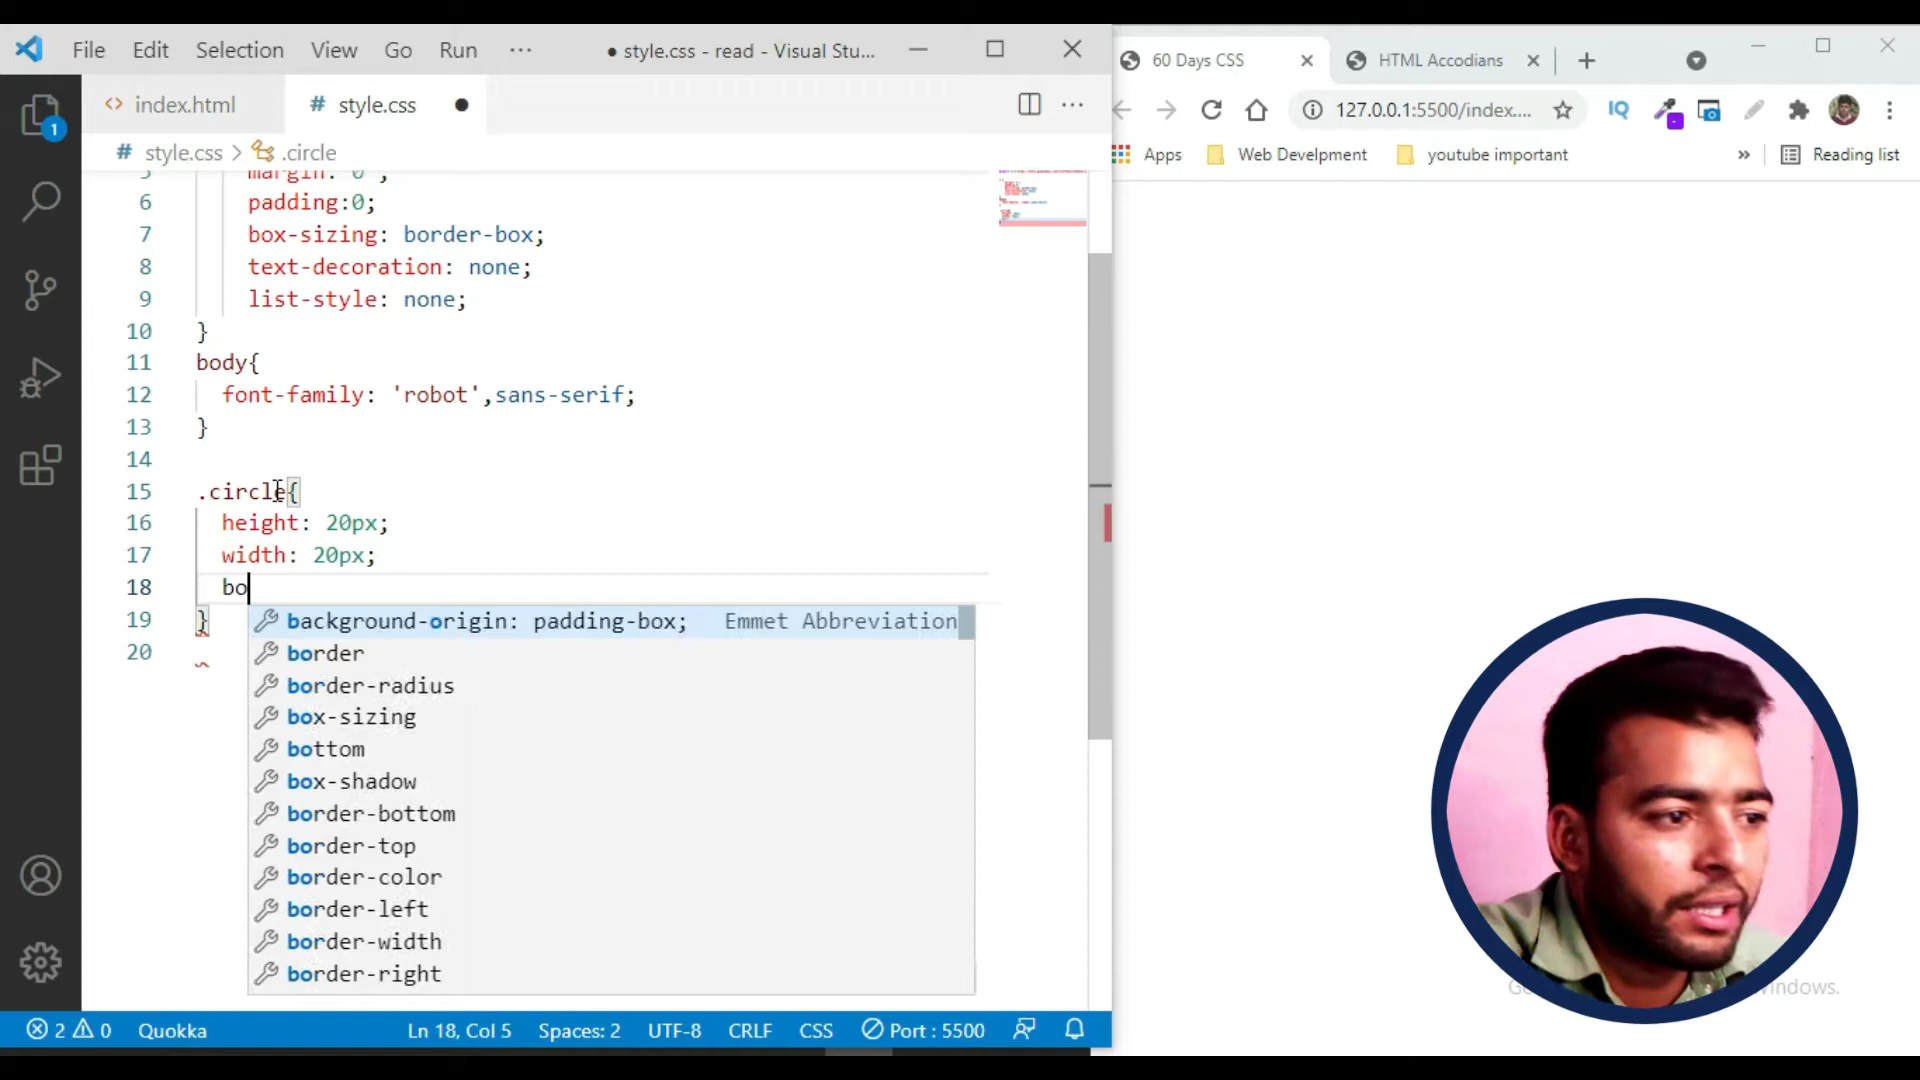 File Edit Selection View Go Run ··· ● style.css - read - Visual Stu...
index.html # style.css ●
# style.css > .circle
5 margin: 0 ;
6 padding:0;
7 box-sizing: border-box;
8 text-decoration: none;
9 list-style: none;
10 }
11 body{
12 font-family: 'robot',sans-serif;
13 }
14
15 .circle{
16 height: 20px;
17 width: 20px;
18 bo
19 }
20
background-origin: padding-box; Emmet Abbreviation
border
border-radius
box-sizing
bottom
box-shadow
border-bottom
border-top
border-color
border-left
border-width
border-right
1
2 0 Quokka Ln 18, Col 5 Spaces: 2 UTF-8 CRLF CSS Port : 5500
60 Days CSS HTML Accodians
127.0.0.1:5500/index.... IQ
Apps Web Develpment youtube important » Reading list